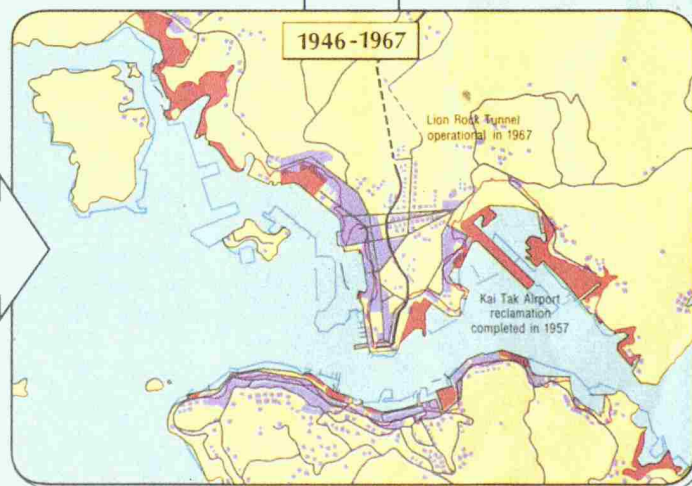 1946-1967
Lion Rock Tunnel
operational in 1967
Kai Tak Airport
reclamation
completed in 1957